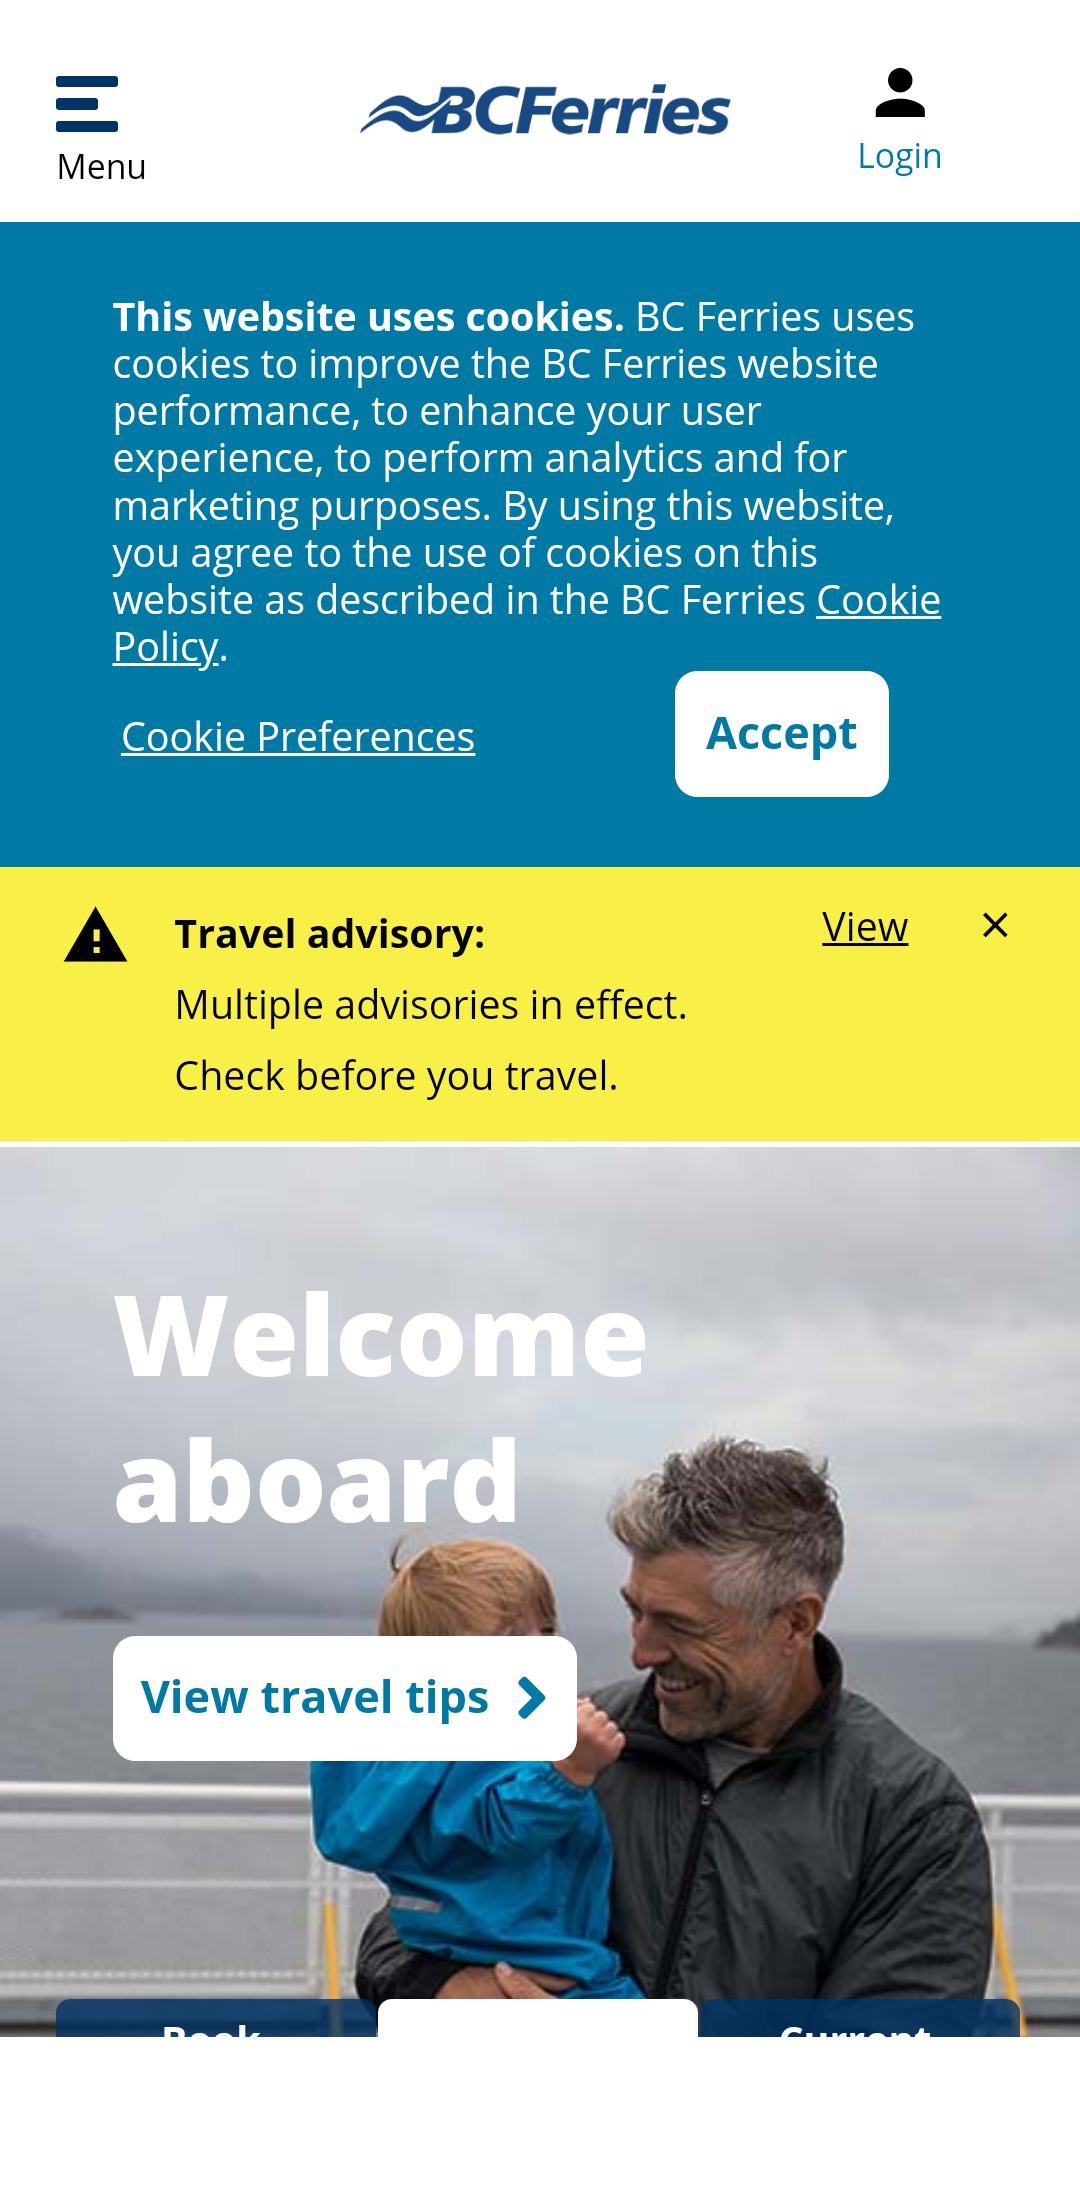 BCFerries
Menu
Login
This website uses cookies. BC Ferries uses
cookies to improve the BC Ferries website
performance, to enhance your user
experience, to perform analytics and for
marketing purposes. By using this website,
you agree to the use of cookies on this
website as described in the BC Ferries Cookie
Policy.
Cookie Preferences
Accept
Travel advisory:
View
Multiple advisories in effect.
Check before you travel.
Welcome
aboard
View travel tips
Book
Current